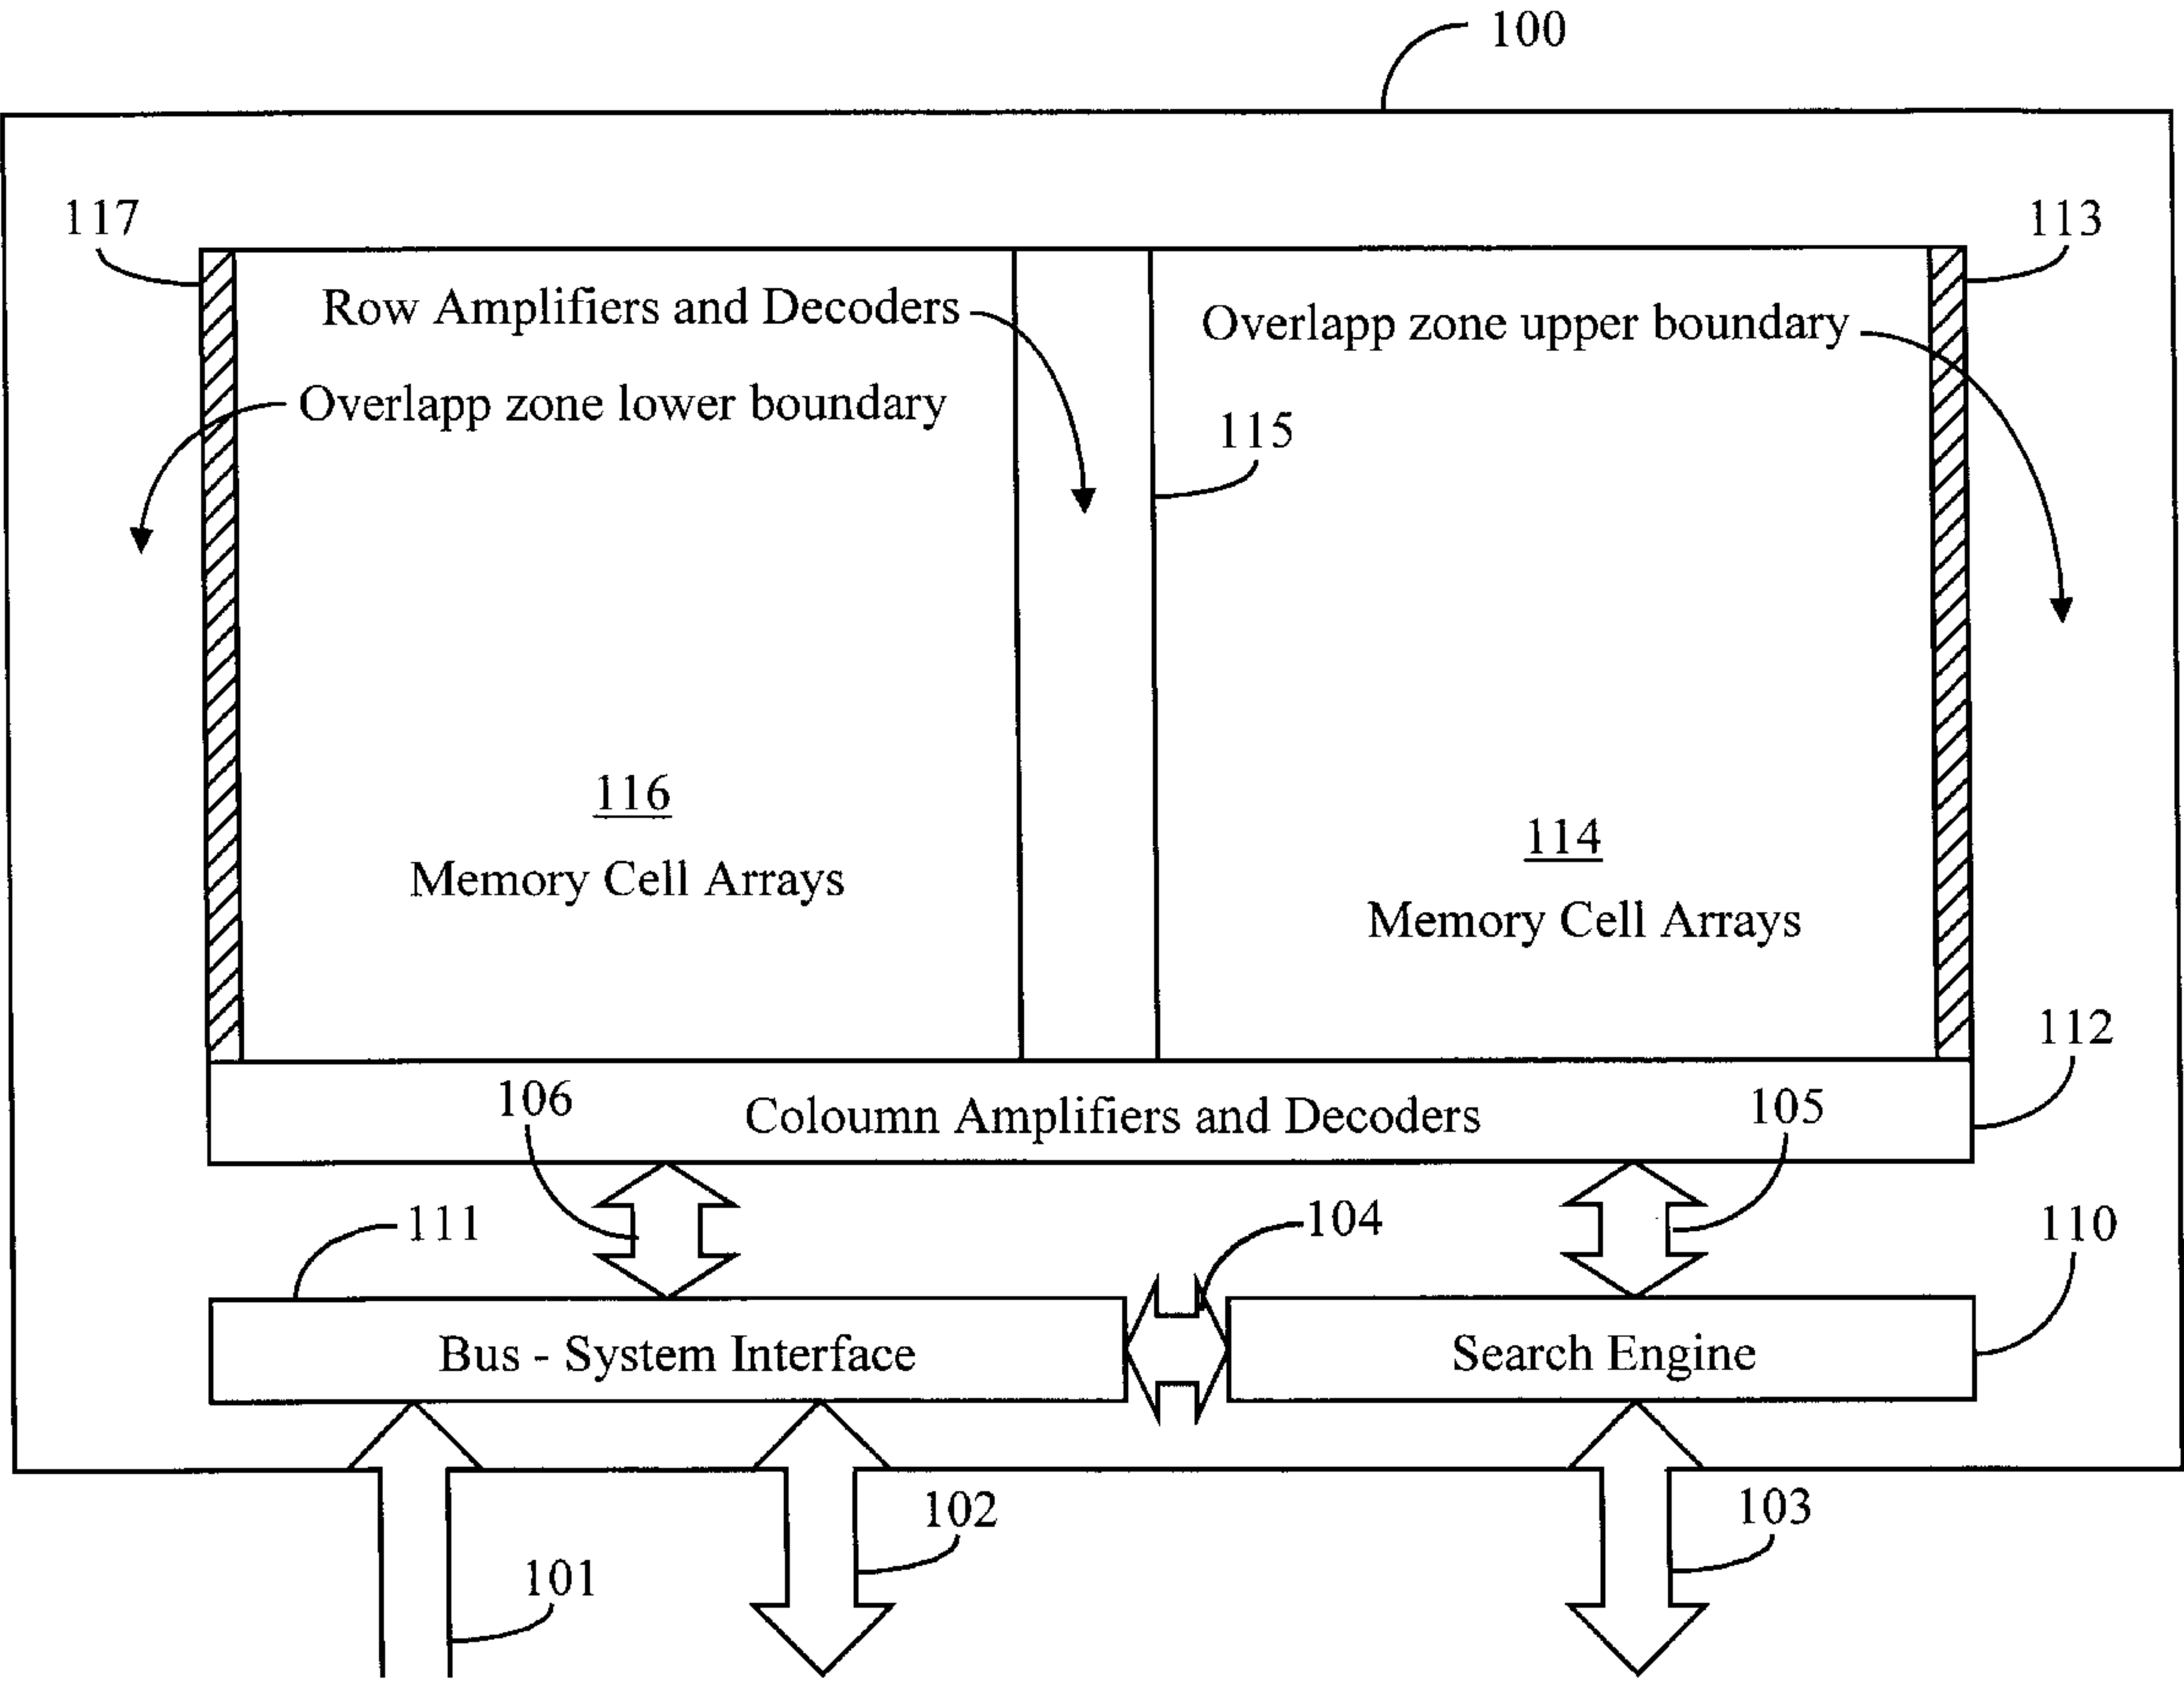 100
117
113
Row Amplifiers and Decoders
Overlapp zone upper boundary
Overlapp zone lower boundary
115
116
Memory Cell Arrays
114
Memory Cell Arrays
112
106
Coloumn Amplifiers and Decoders
105
111
104
110
Bus - System Interface
Search Engine
102
103
101